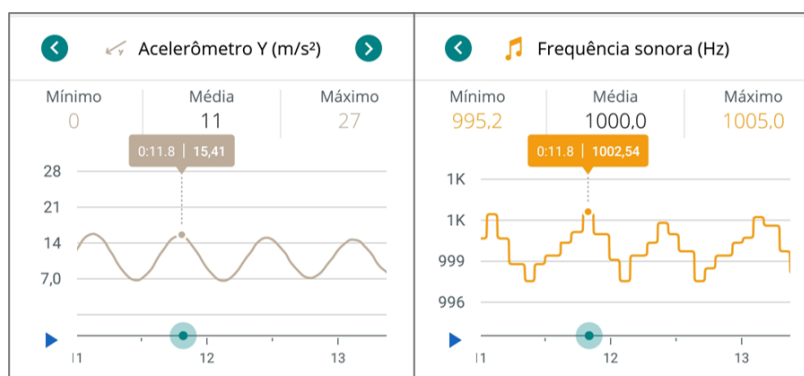 Acelerômetro Y (m/s²)
Mínimo
0
Média
11
Máximo
27
0:11.8 | 15,41
28
21
14
7,0
11
12
13
Frequência sonora (Hz)
Mínimo
995,2
Média
1000,0
Máximo
1005,0
0:11.8 | 1002,54
1K
1K
999
996
11
12
13